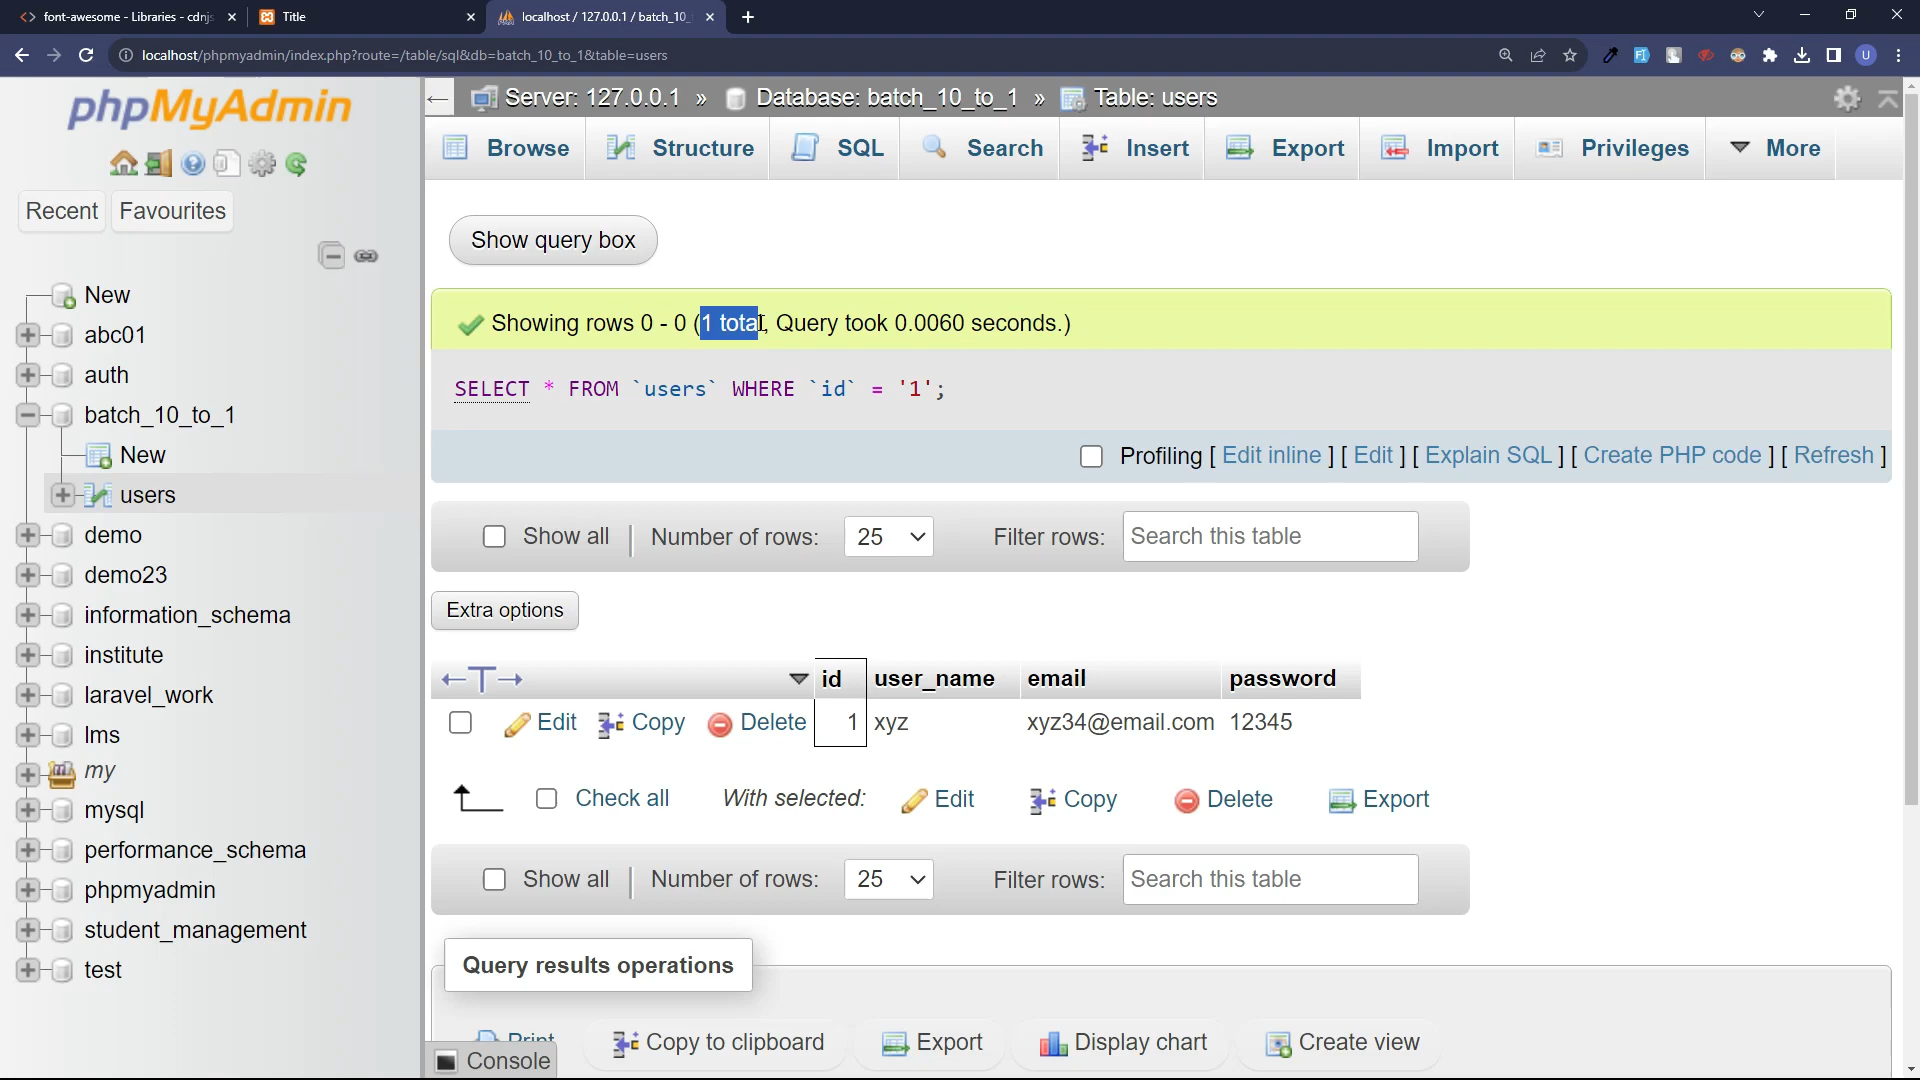 font-awesome - Libraries - cdnjs
Title
localhost / 127.0.0.1 / batch_10_
localhost/phpmyadmin/index.php?route=/table/sql&db=batch_10_to_1&table=users
U
phpMyAdmin
Recent
Favourites
New
abc01
auth
batch_10_to_1
New
users
demo
demo23
information_schema
institute
laravel_work
lms
my
mysql
performance_schema
phpmyadmin
student_management
test
Server: 127.0.0.1 » Database: batch_10_to_1 » Table: users
Browse
Structure
SQL
Search
Insert
Export
Import
Privileges
More
Show query box
Showing rows 0 - 0 (1 total, Query took 0.0060 seconds.)
SELECT * FROM `users` WHERE `id` = '1';
Profiling [ Edit inline ] [ Edit ] [ Explain SQL ] [ Create PHP code ] [ Refresh ]
Show all
Number of rows: 25
Filter rows: Search this table
Extra options
id user_name email password
Edit Copy Delete 1 xyz xyz34@email.com 12345
Check all With selected: Edit Copy Delete Export
Show all
Number of rows: 25
Filter rows: Search this table
Query results operations
Print
Copy to clipboard
Export
Display chart
Create view
Console